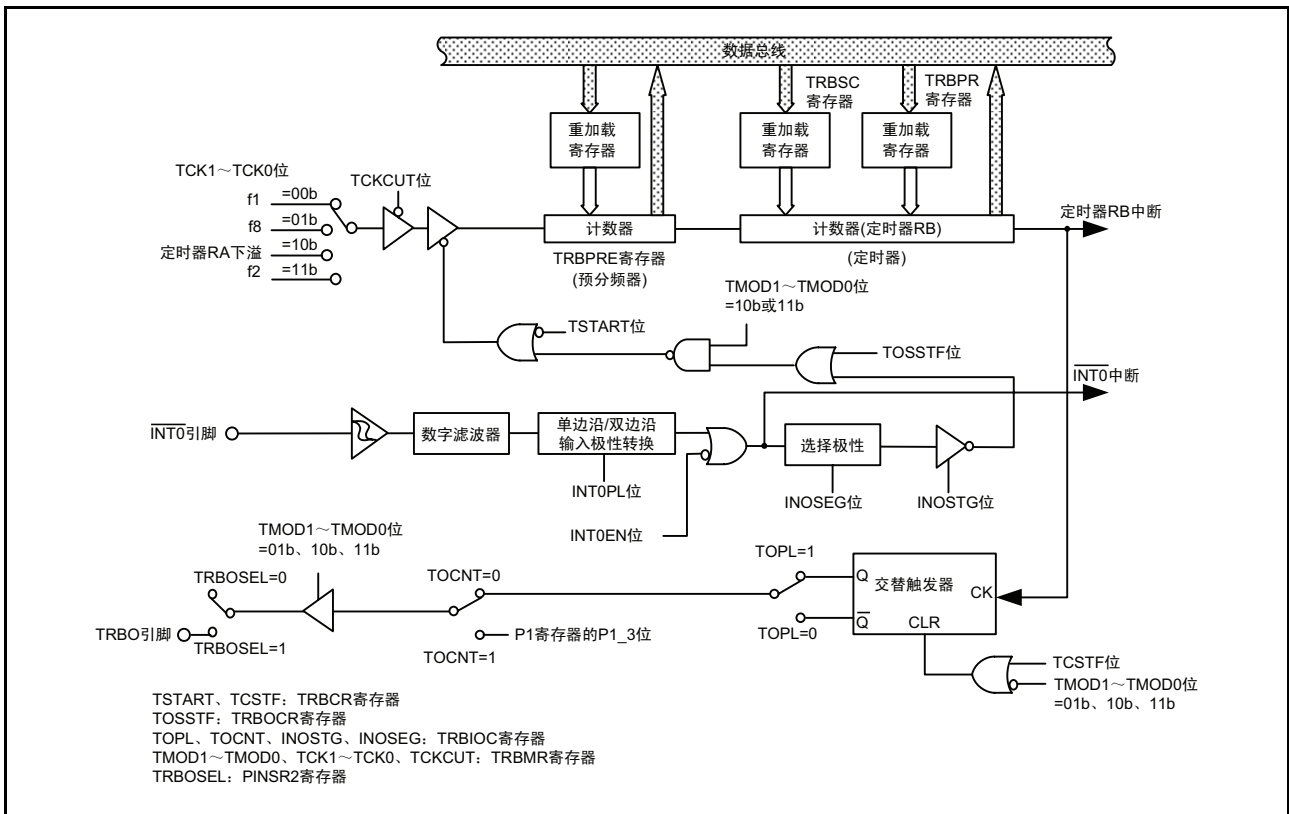 数据总线
TRBSC
寄存器
TRBPR
寄存器
重加载
寄存器
重加载
寄存器
重加载
寄存器
TCK1～TCK0位
TCKCUT位
f1 =00b
f8 =01b
定时器RA下溢 =10b
f2 =11b
计数器
TRBPRE寄存器
(预分频器)
计数器(定时器RB)
(定时器)
定时器RB中断
TMOD1～TMOD0位
=10b或11b
TSTART位
TOSSTF位
INT0中断
INT0引脚
数字滤波器
单边沿/双边沿
输入极性转换
选择极性
INT0PL位
INOSEG位
INOSTG位
INT0EN位
TMOD1～TMOD0位
=01b、10b、11b
TRBOSEL=0
TOCNT=0
TOPL=1
Q
交替触发器
CK
Q
CLR
TOPL=0
TRBO引脚
TRBOSEL=1
P1寄存器的P1_3位
TOCNT=1
TCSTF位
TMOD1～TMOD0位
=01b、10b、11b
TSTART、TCSTF：TRBCR寄存器
TOSSTF：TRBOCR寄存器
TOPL、TOCNT、INOSTG、INOSEG：TRBIOC寄存器
TMOD1～TMOD0、TCK1～TCK0、TCKCUT：TRBMR寄存器
TRBOSEL：PINSR2寄存器